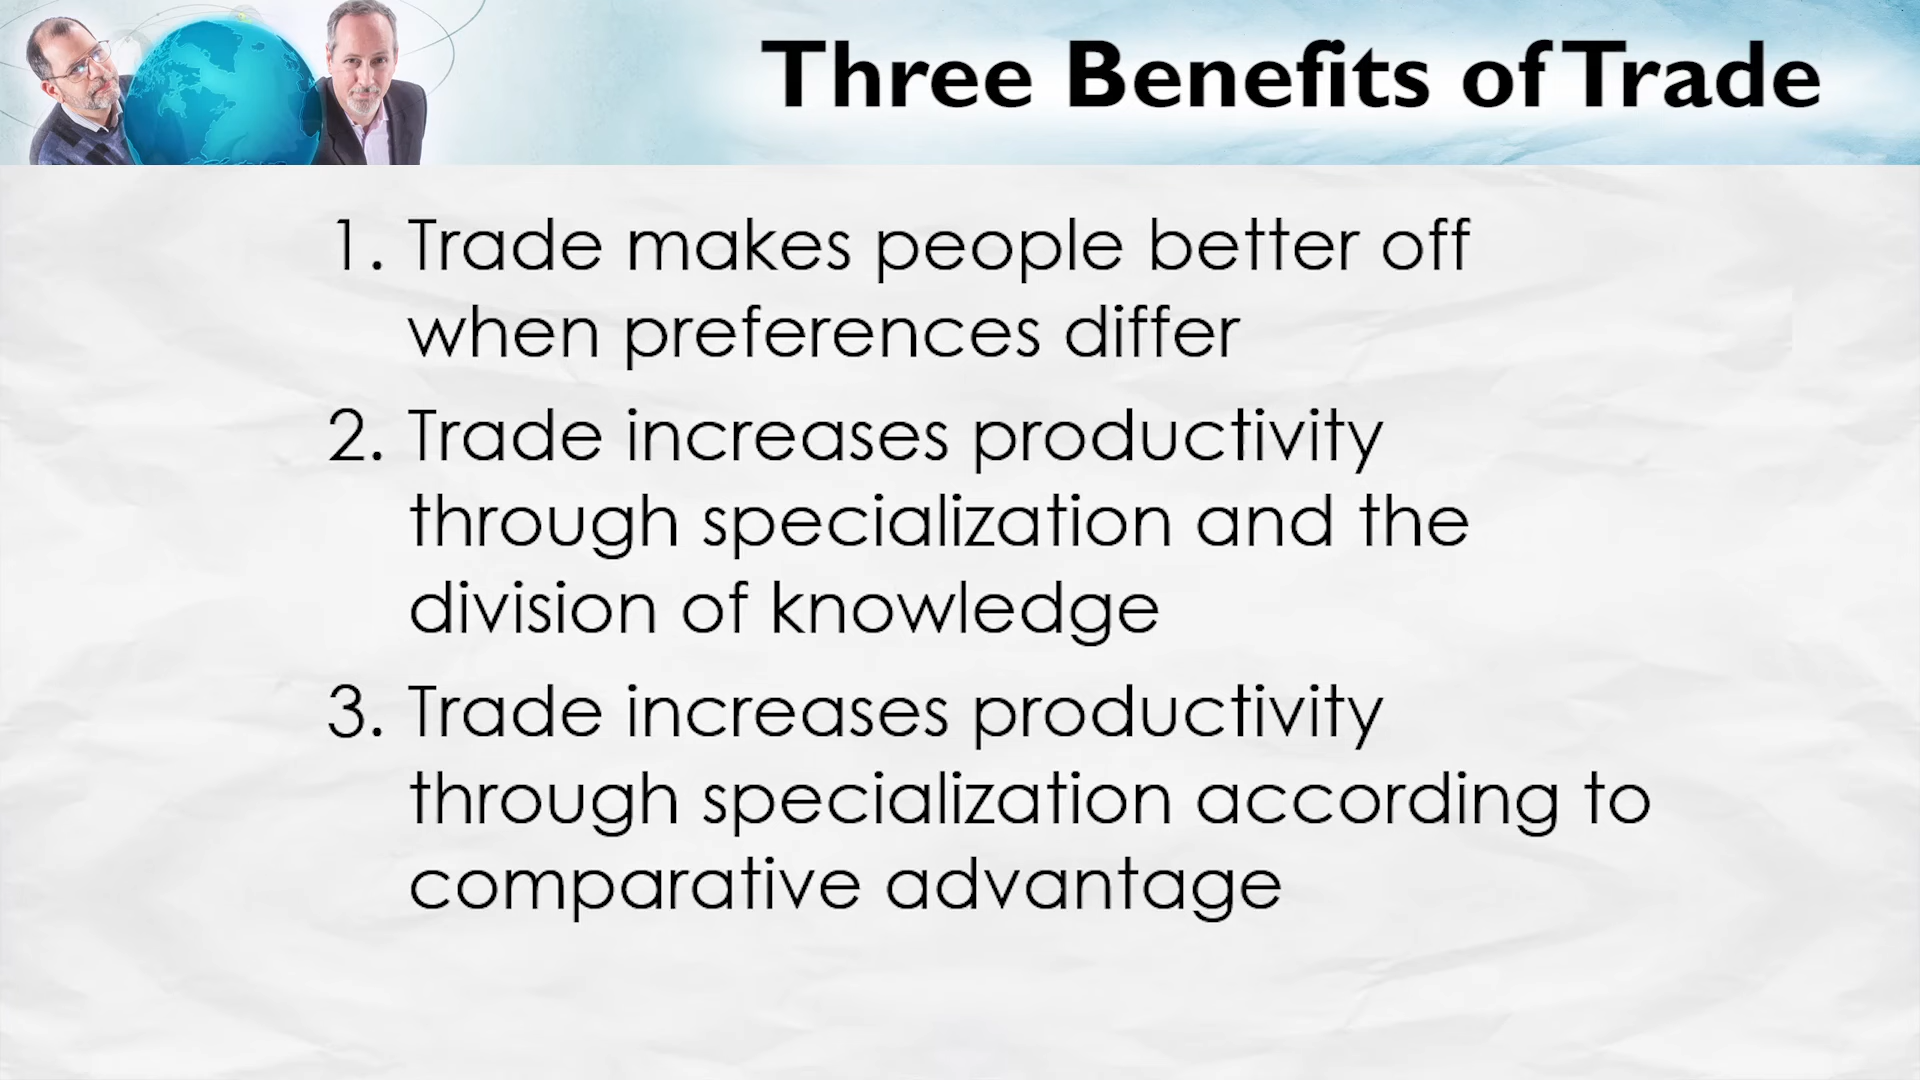 Three Benefits of Trade
1. Trade makes people better off
when preferences differ
2. Trade increases productivity
through specialization and the
division of knowledge
3. Trade increases productivity
through specialization according to
comparative advantage